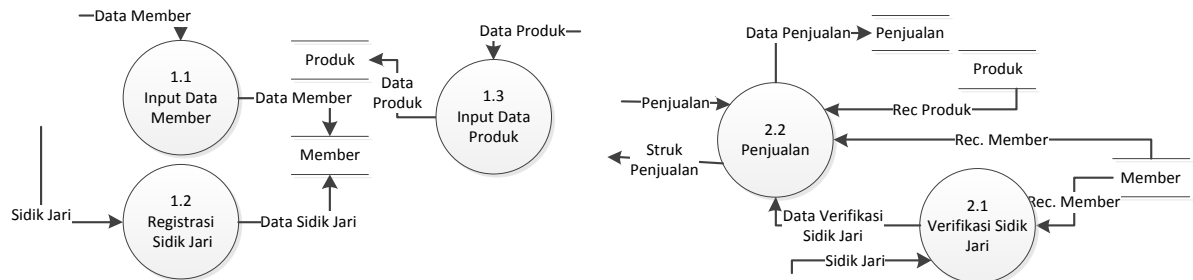 Data Member
1.1
Input Data
Member
Data Member
Produk
Data
Produk
Data Produk
1.3
Input Data
Produk
Member
Sidik Jari
1.2
Registrasi
Sidik Jari
Data Sidik Jari
Data Penjualan
Penjualan
Produk
Penjualan
Rec Produk
2.2
Penjualan
Struk
Penjualan
Rec. Member
Member
Rec. Member
Data Verifikasi
Sidik Jari
2.1
Verifikasi Sidik
Jari
Sidik Jari